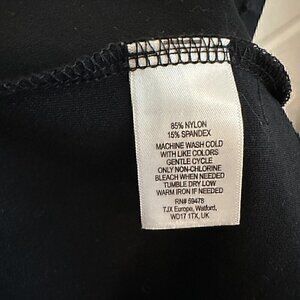 85% NYLON
15% SPANDEX
MACHINE WASH COLD
WITH LIKE COLORS
GENTLE CYCLE
ONLY NON-CHLORINE
BLEACH WHEN NEEDED
TUMBLE DRY LOW
WARM IRON IF NEEDED
RN# 59478
TJX Europe, Watford,
WD17 1TX, UK